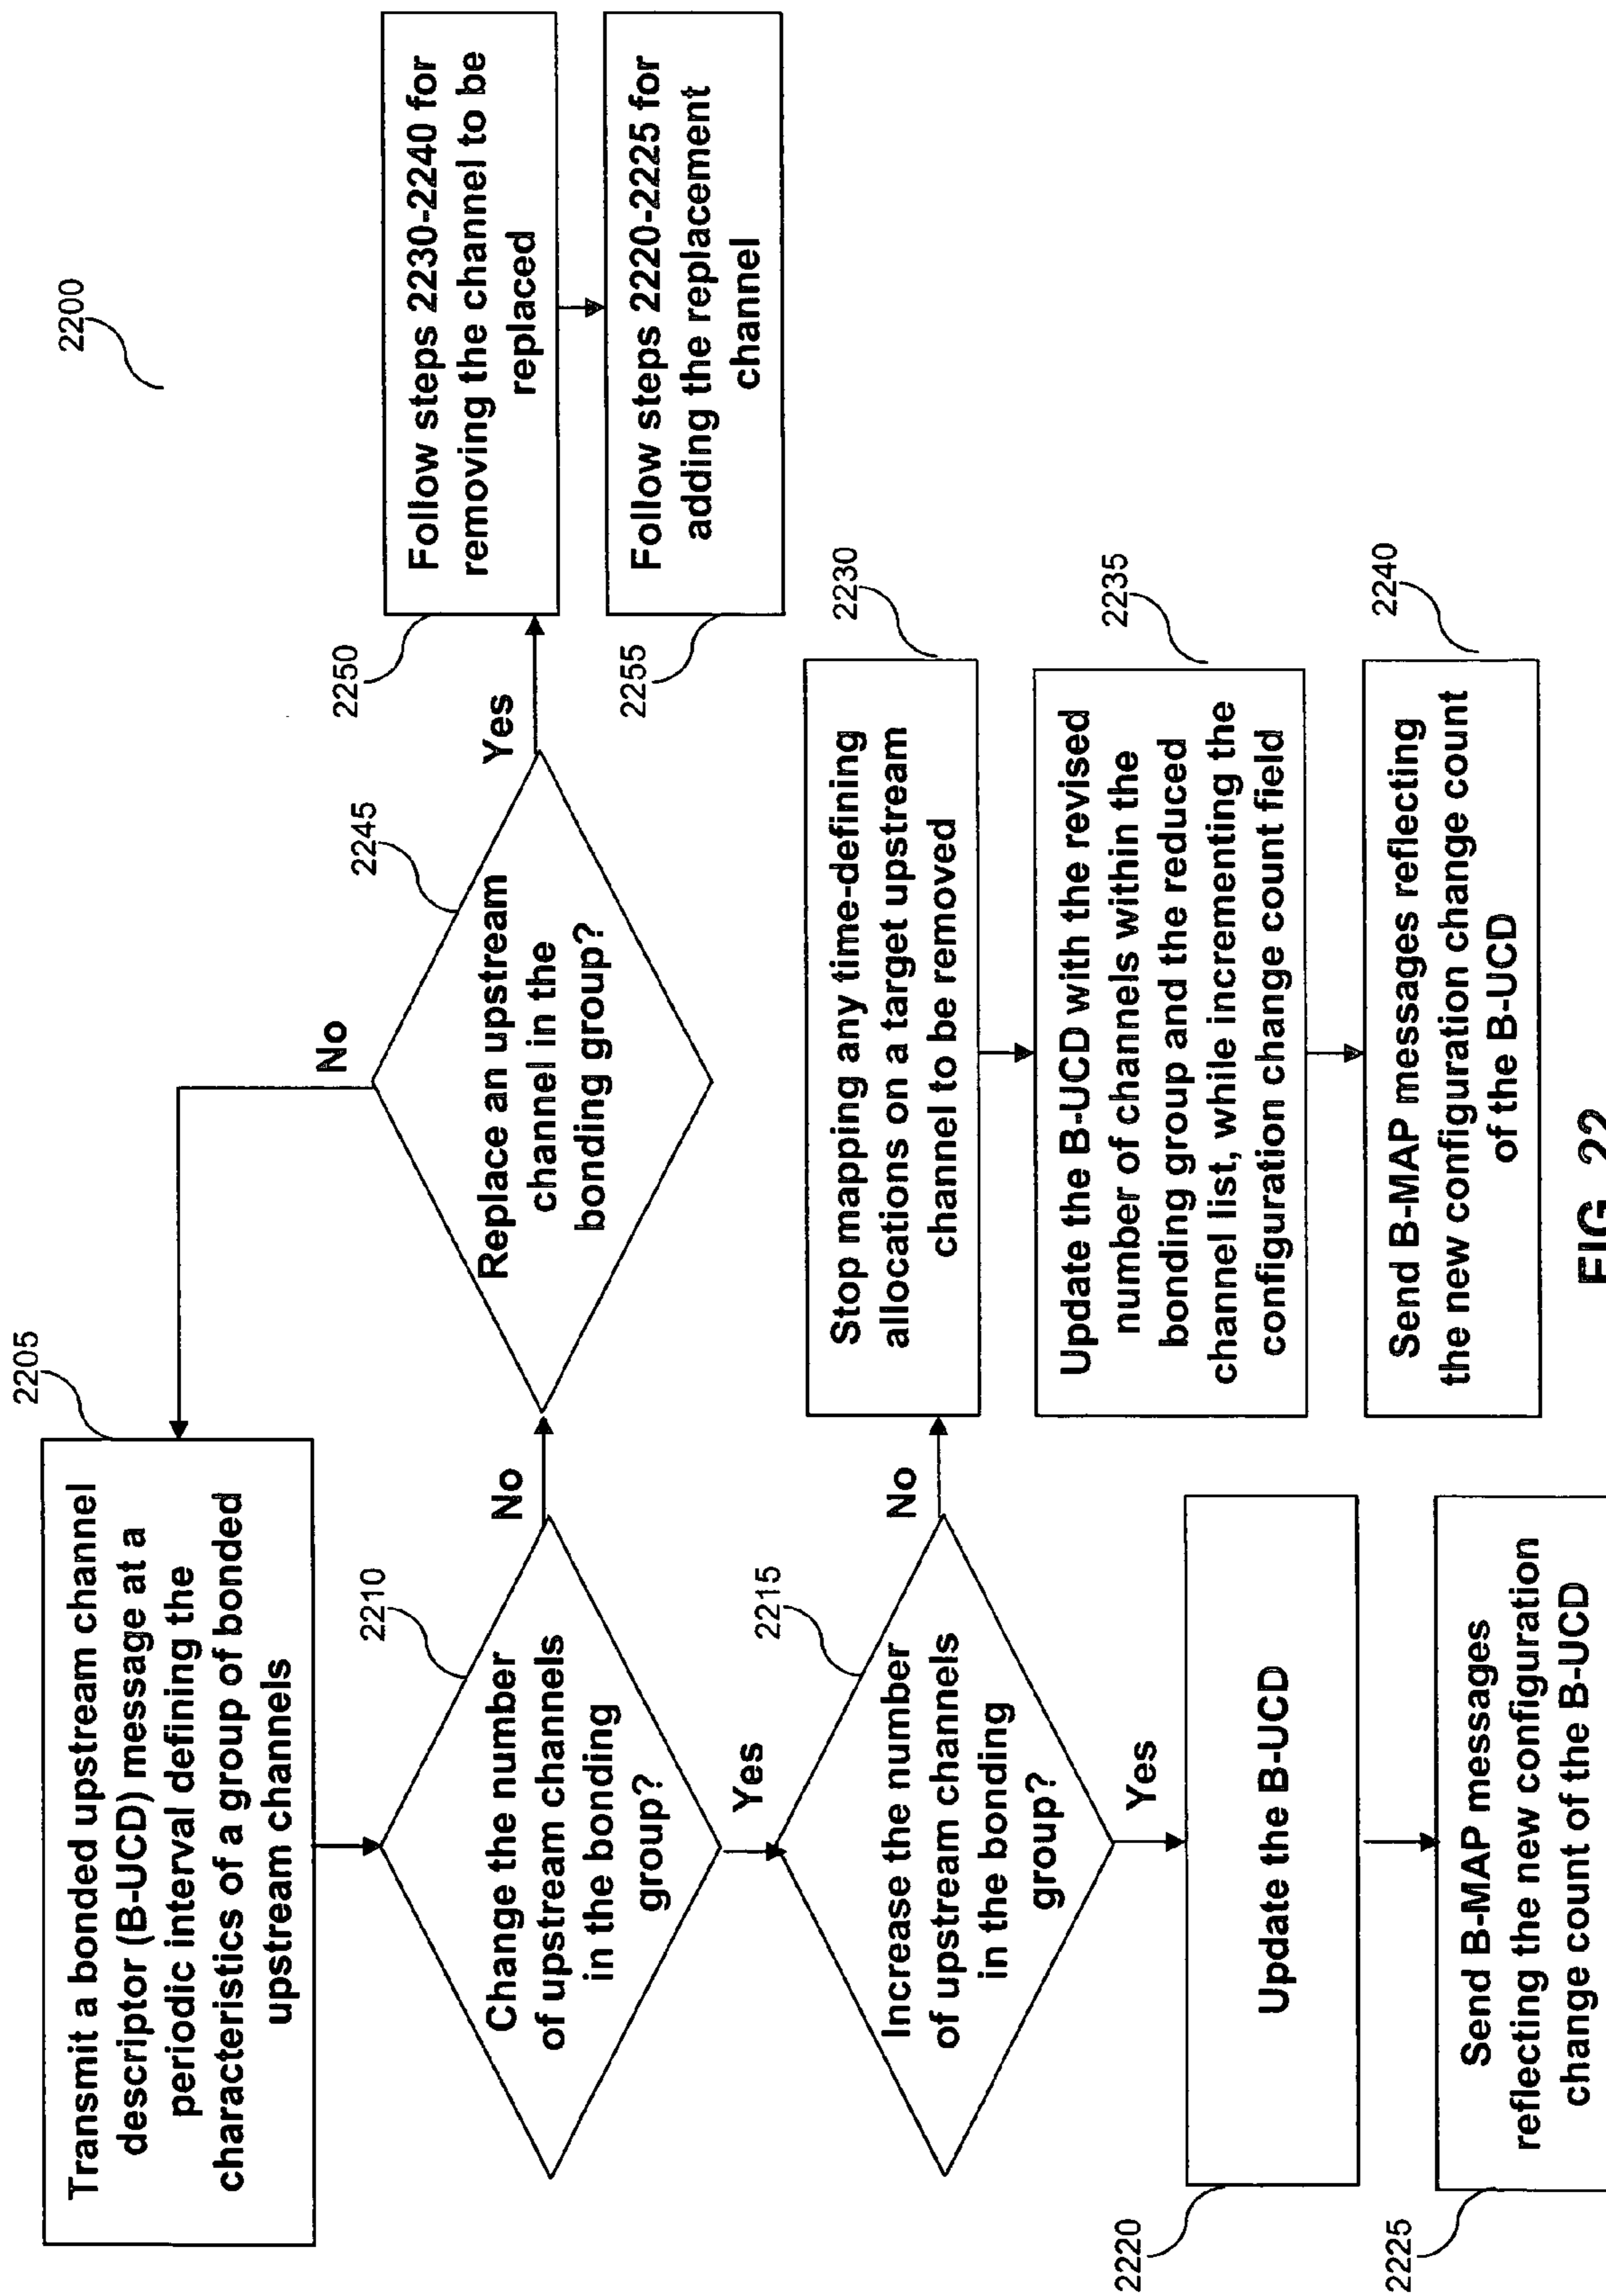 2200
2205
Transmit a bonded upstream channel
descriptor (B-UCD) message at a
periodic interval defining the
characteristics of a group of bonded
upstream channels
2210
Change the number
of upstream channels
in the bonding
group?
No
Yes
2245
Replace an upstream
channel in the
bonding group?
No
Yes
2250
Follow steps 2230-2240 for
removing the channel to be
replaced
2255
Follow steps 2220-2225 for
adding the replacement
channel
2215
Increase the number
of upstream channels
in the bonding
group?
No
Yes
2230
Stop mapping any time-defining
allocations on a target upstream
channel to be removed
2235
Update the B-UCD with the revised
number of channels within the
bonding group and the reduced
channel list, while incrementing the
configuration change count field
2240
Send B-MAP messages reflecting
the new configuration change count
of the B-UCD
2220
Update the B-UCD
2225
Send B-MAP messages
reflecting the new configuration
change count of the B-UCD
FIG. 22